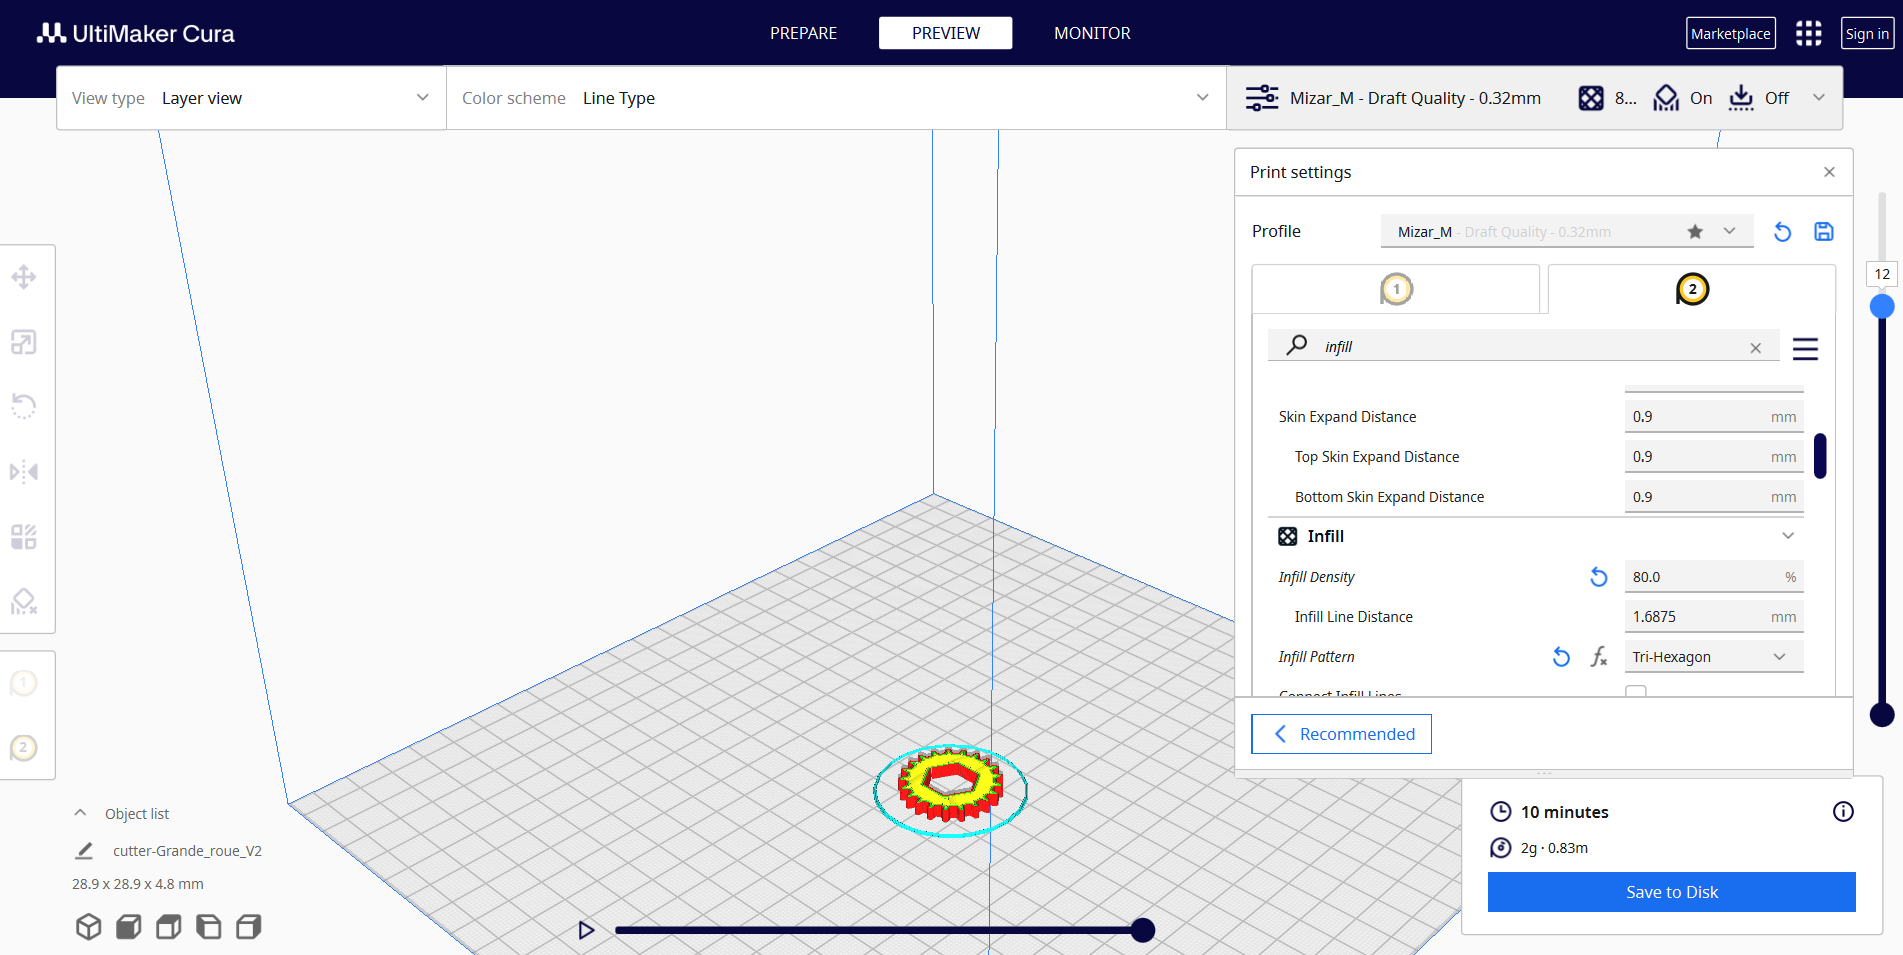 UltiMaker Cura
PREPARE
PREVIEW
MONITOR
Marketplace
Sign in
View type Layer view
Color scheme Line Type
Mizar_M - Draft Quality - 0.32mm
8...
On
Off
Print settings
Profile
Mizar_M - Draft Quality - 0.32mm
1
2
12
infill
Skin Expand Distance 0.9 mm
Top Skin Expand Distance 0.9 mm
Bottom Skin Expand Distance 0.9 mm
Infill
Infill Density 80.0 %
Infill Line Distance 1.6875 mm
Infill Pattern Tri-Hexagon
Connect Infill Lines
Recommended
1
2
Object list
cutter-Grande_roue_V2
28.9 x 28.9 x 4.8 mm
10 minutes
2g · 0.83m
Save to Disk